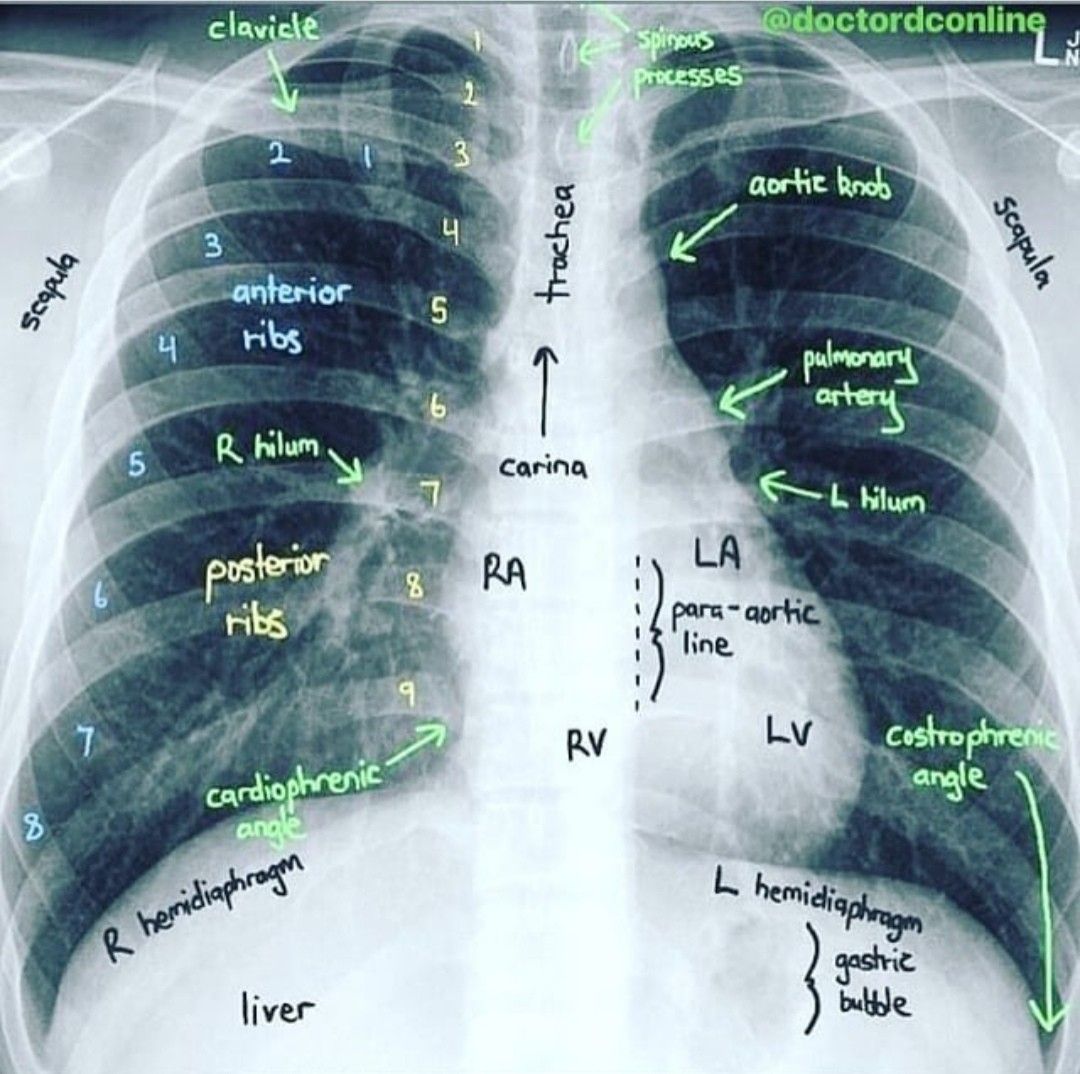 @doctordconline
L J
N
clavicle
spinous
processes
1
2
3
4
5
6
7
8
9
2 1
3
4
5
6
7
8
anterior
ribs
trachea
aortic knob
scapula
scapula
pulmonary
artery
R hilum
carina
L hilum
posterior
ribs
RA
LA
para-aortic
line
RV
LV
costrophrenic
angle
cardiophrenic
angle
R hemidiaphragm
L hemidiaphragm
gastric
bubble
liver